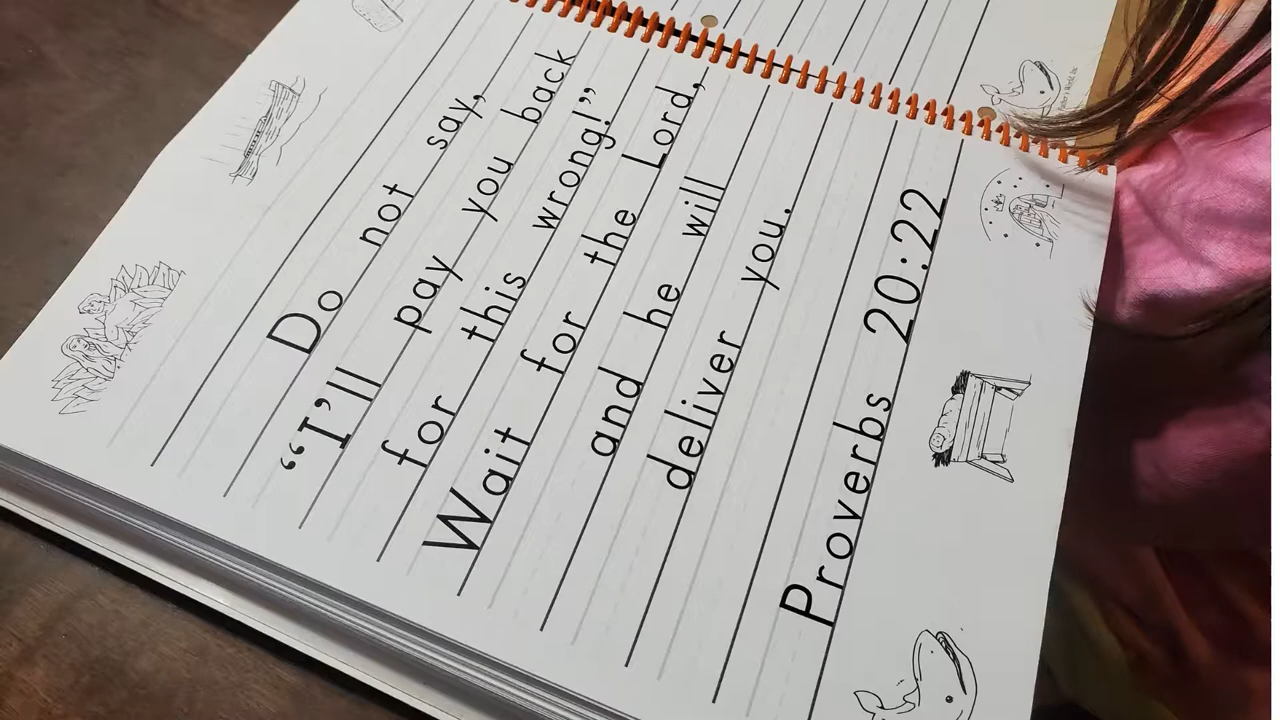 Do not say,
“I’ll pay you back
for this wrong!”
Wait for the Lord,
and he will
deliver you.
Proverbs 20:22